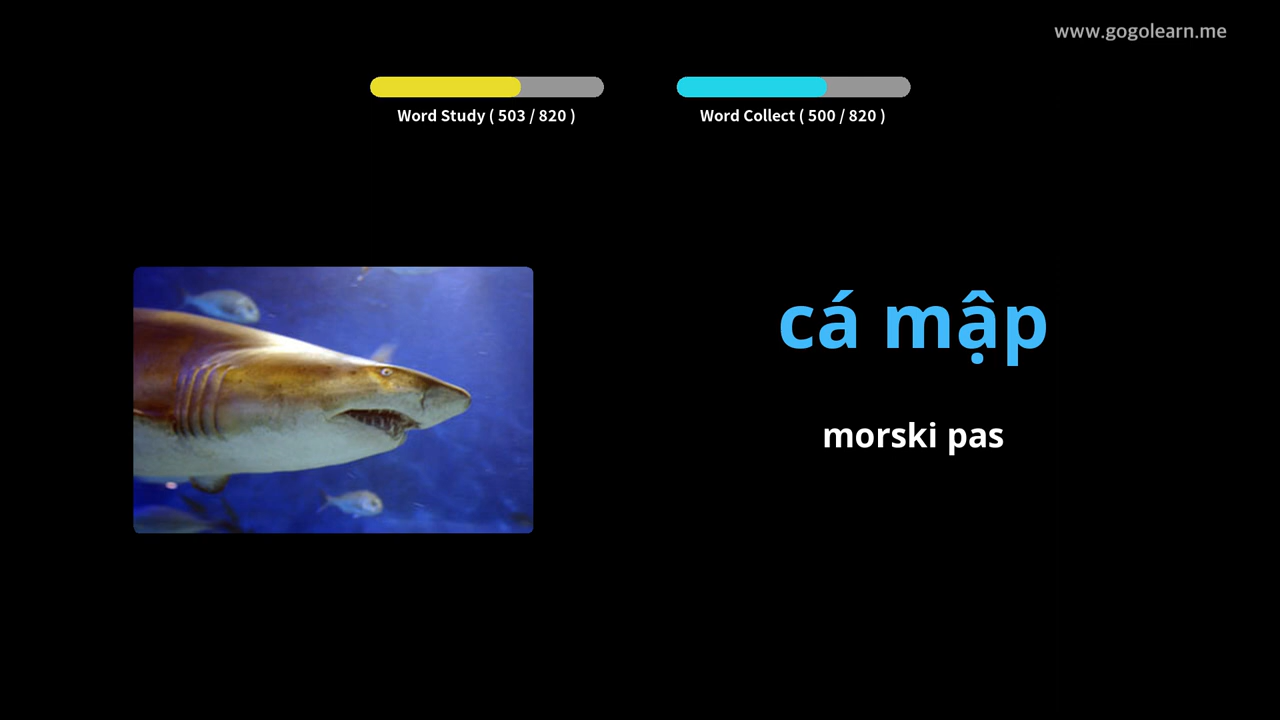 www.gogolearn.me
Word Study ( 503 / 820 )
Word Collect ( 500 / 820 )
cá mập
morski pas